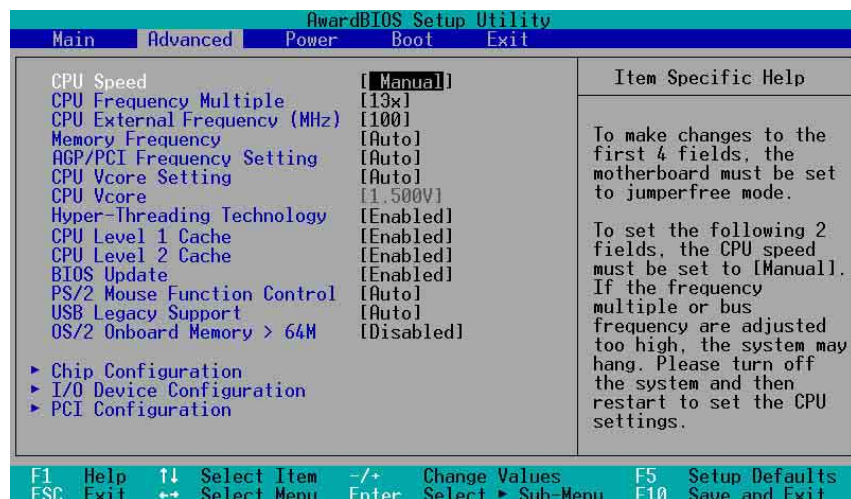 AwardBIOS Setup Utility
Main Advanced Power Boot Exit
CPU Speed [ Manual]
CPU Frequency Multiple [13x]
CPU External Frequency (MHz) [100]
Memory Frequency [Auto]
AGP/PCI Frequency Setting [Auto]
CPU Vcore Setting [Auto]
CPU Vcore [1.500V]
Hyper-Threading Technology [Enabled]
CPU Level 1 Cache [Enabled]
CPU Level 2 Cache [Enabled]
BIOS Update [Enabled]
PS/2 Mouse Function Control [Auto]
USB Legacy Support [Auto]
OS/2 Onboard Memory > 64M [Disabled]
▸ Chip Configuration
▸ I/O Device Configuration
▸ PCI Configuration
Item Specific Help
To make changes to the
first 4 fields, the
motherboard must be set
to jumperfree mode.
To set the following 2
fields, the CPU speed
must be set to [Manual].
If the frequency
multiple or bus
frequency are adjusted
too high, the system may
hang. Please turn off
the system and then
restart to set the CPU
settings.
F1 Help ↑↓ Select Item -/+ Change Values F5 Setup Defaults
ESC Exit ←→ Select Menu Enter Select ▸ Sub-Menu F10 Save and Exit